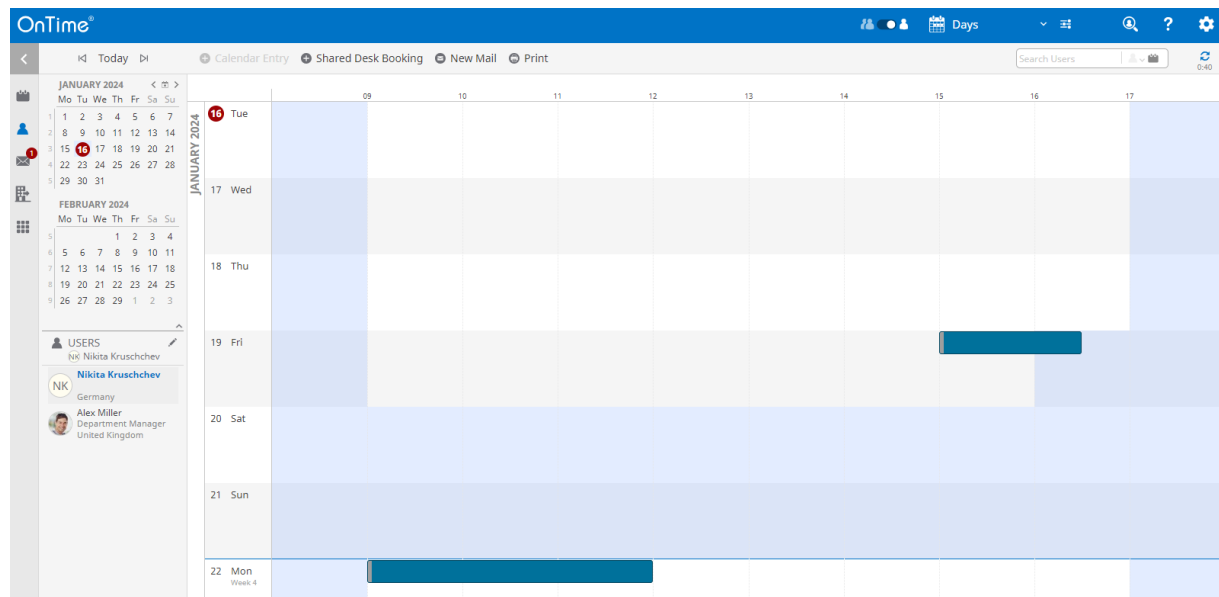 OnTime®
Days
Today
Calendar Entry
Shared Desk Booking
New Mail
Print
Search Users
0:40
1
JANUARY 2024
Mo Tu We Th Fr Sa Su
1 1 2 3 4 5 6 7
2 8 9 10 11 12 13 14
3 15 16 17 18 19 20 21
4 22 23 24 25 26 27 28
5 29 30 31
FEBRUARY 2024
Mo Tu We Th Fr Sa Su
5 1 2 3 4
6 5 6 7 8 9 10 11
7 12 13 14 15 16 17 18
8 19 20 21 22 23 24 25
9 26 27 28 29 1 2 3
USERS
NK Nikita Kruschchev
NK
Nikita Kruschchev
Germany
Alex Miller
Department Manager
United Kingdom
09 10 11 12 13 14 15 16 17
JANUARY 2024
16 Tue
17 Wed
18 Thu
19 Fri
20 Sat
21 Sun
22 Mon
Week 4